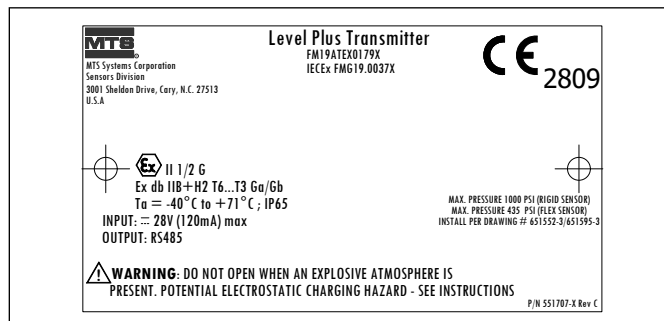 MTS
MTS Systems Corporation
Sensors Division
3001 Sheldon Drive, Cary, N.C. 27513
U.S.A
Level Plus Transmitter
FM19ATEX0179X
IECEx FMG19.0037X
CE 2809
Ex II 1/2 G
Ex db IIB+H2 T6...T3 Ga/Gb
Ta = -40°C to +71°C ; IP65
INPUT: ⎓ 28V (120mA) max
OUTPUT: RS485
MAX. PRESSURE 1000 PSI (RIGID SENSOR)
MAX. PRESSURE 435 PSI (FLEX SENSOR)
INSTALL PER DRAWING # 651552-3/651595-3
WARNING: DO NOT OPEN WHEN AN EXPLOSIVE ATMOSPHERE IS
PRESENT. POTENTIAL ELECTROSTATIC CHARGING HAZARD - SEE INSTRUCTIONS
P/N 551707-X Rev C